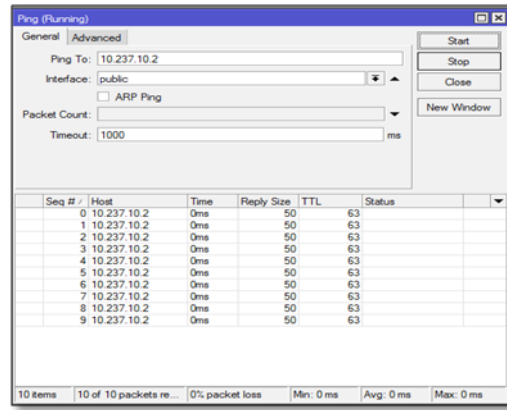 Ping (Running)
General Advanced
Start
Ping To: 10.237.10.2
Stop
Interface: public
Close
ARP Ping
New Window
Packet Count:
Timeout: 1000 ms
Seq # / Host Time Reply Size TTL Status
0 10.237.10.2 0ms 50 63
1 10.237.10.2 0ms 50 63
2 10.237.10.2 0ms 50 63
3 10.237.10.2 0ms 50 63
4 10.237.10.2 0ms 50 63
5 10.237.10.2 0ms 50 63
6 10.237.10.2 0ms 50 63
7 10.237.10.2 0ms 50 63
8 10.237.10.2 0ms 50 63
9 10.237.10.2 0ms 50 63
10 items 10 of 10 packets re... 0% packet loss Min: 0 ms Avg: 0 ms Max: 0 ms